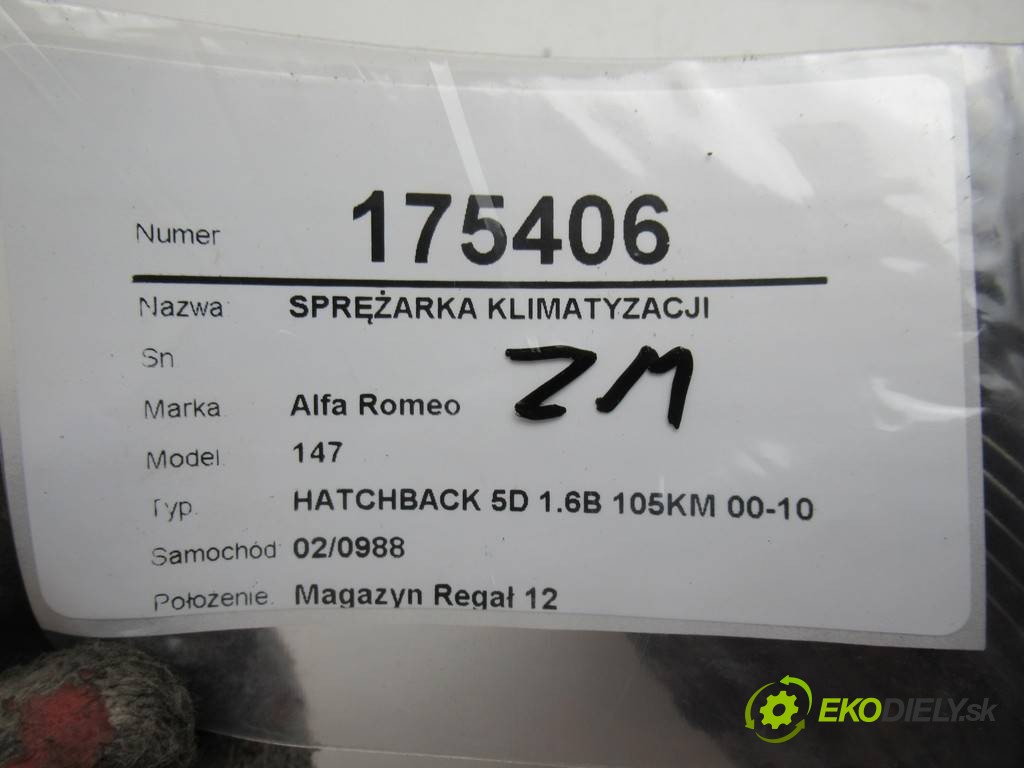 Numer 175406
Nazwa: SPRĘŻARKA KLIMATYZACJI
Sn
ZM
Marka: Alfa Romeo
Model: 147
Typ: HATCHBACK 5D 1.6B 105KM 00-10
Samochód: 02/0988
Położenie: Magazyn Regał 12
EKODIELY.sk